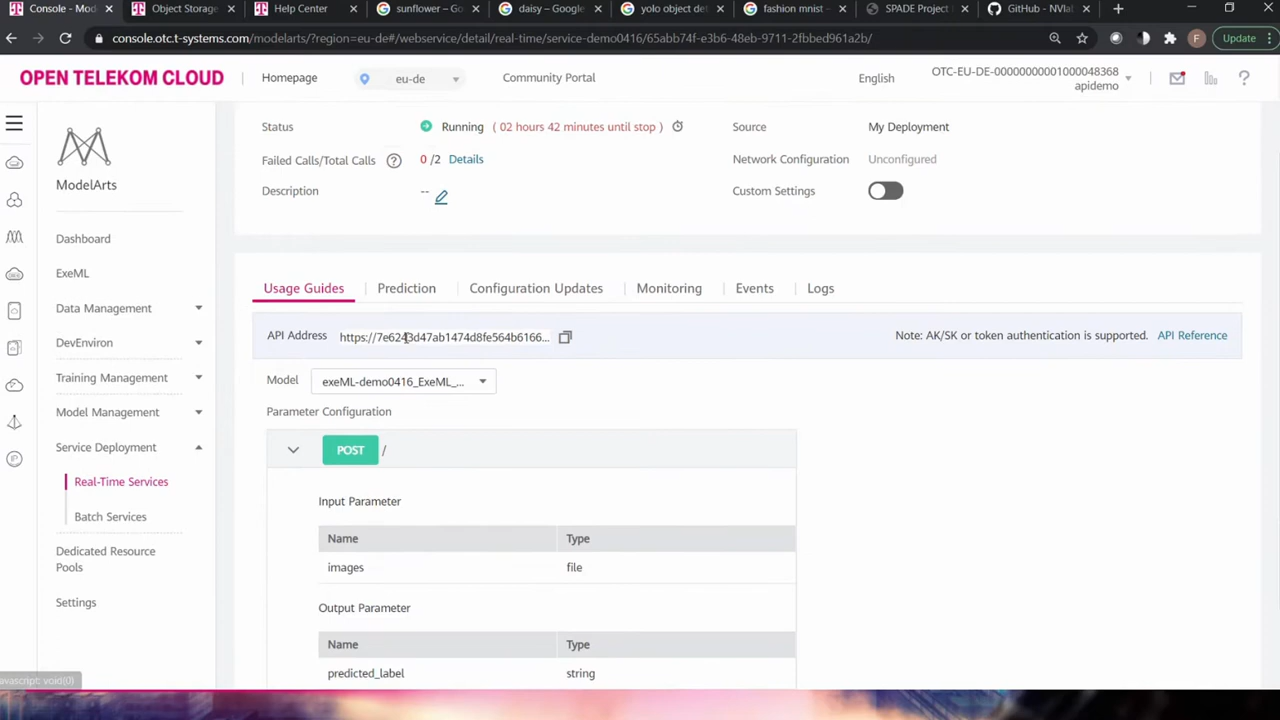 Console - Mod
Object Storage
Help Center
sunflower – Go
daisy – Google
yolo object det
fashion mnist -
SPADE Project
GitHub - NVlab
console.otc.t-systems.com/modelarts/?region=eu-de#/webservice/detail/real-time/service-demo0416/65abb74f-e3b6-48eb-9711-2fbbed961a2b/
F
Update
OPEN TELEKOM CLOUD
Homepage
eu-de
Community Portal
English
OTC-EU-DE-00000000001000048368
apidemo
ModelArts
Dashboard
ExeML
Data Management
DevEnviron
Training Management
Model Management
Service Deployment
Real-Time Services
Batch Services
Dedicated Resource
Pools
Settings
Status
Running ( 02 hours 42 minutes until stop )
Source
My Deployment
Failed Calls/Total Calls
0 /2 Details
Network Configuration
Unconfigured
Description
--
Custom Settings
Usage Guides
Prediction
Configuration Updates
Monitoring
Events
Logs
API Address
https://7e6243d47ab1474d8fe564b6166...
Note: AK/SK or token authentication is supported.
API Reference
Model
exeML-demo0416_ExeML_...
Parameter Configuration
POST /
Input Parameter
Name Type
images file
Output Parameter
Name Type
predicted_label string
avascript: void(0)